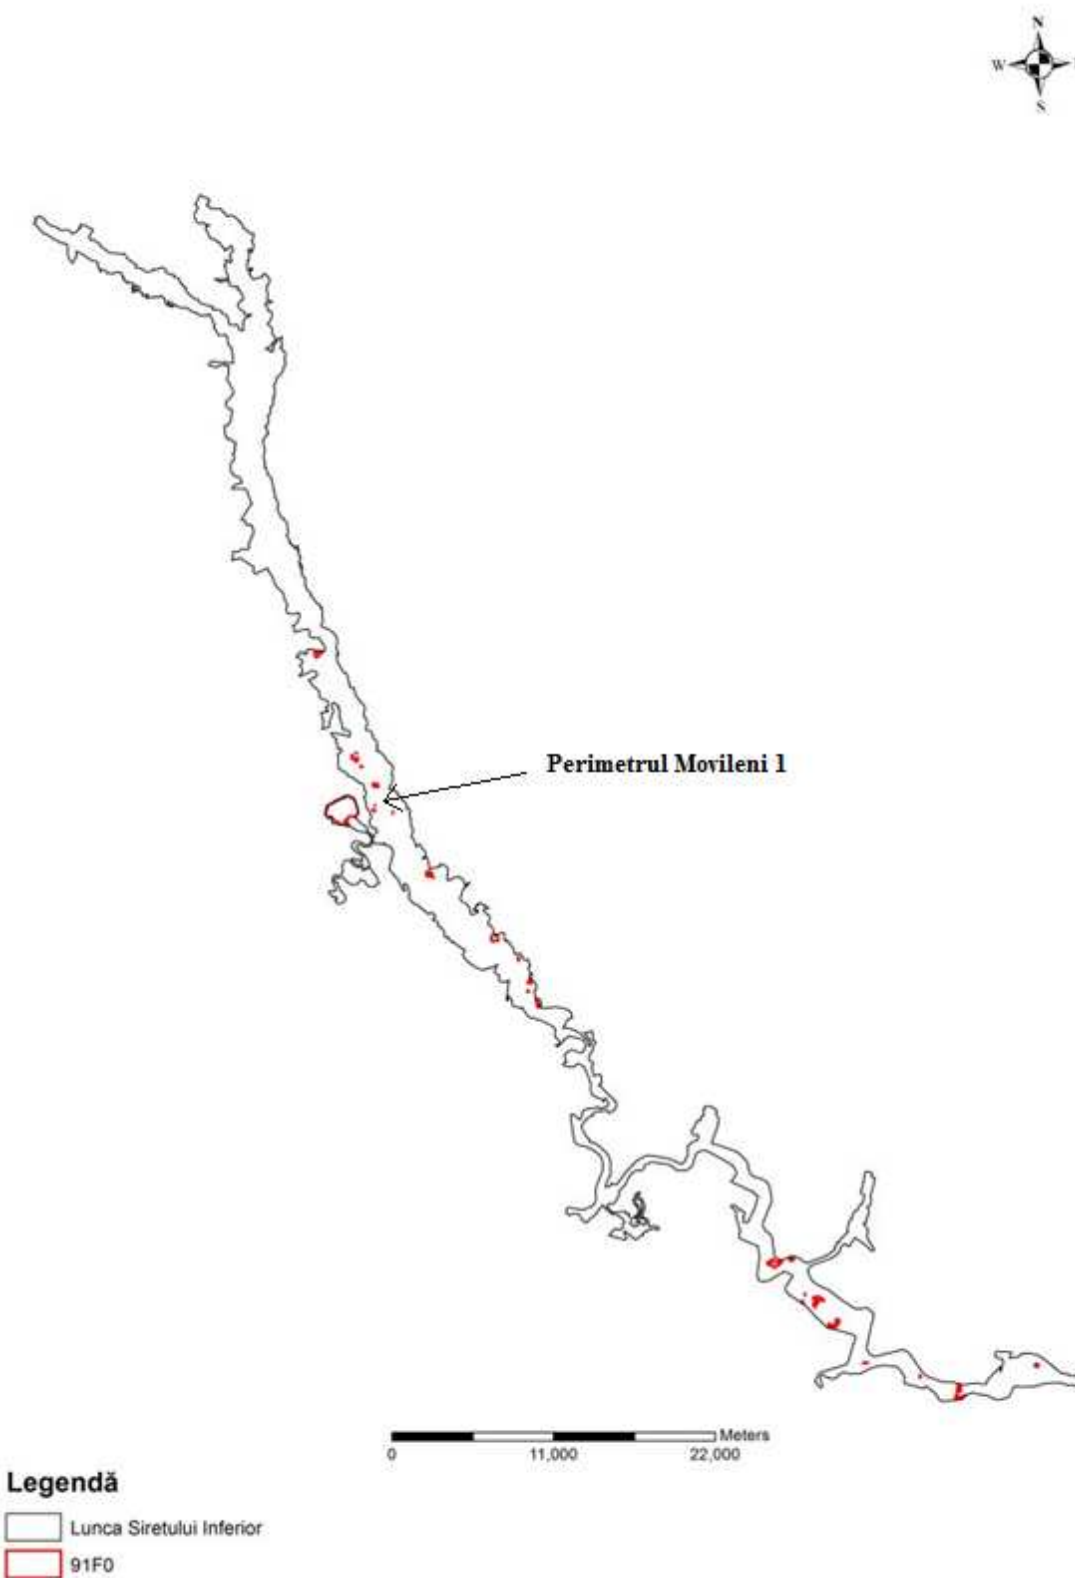 N
W
S
Perimetrul Movileni 1
Meters
0 11,000 22,000
Legendă
Lunca Siretului Inferior
91F0